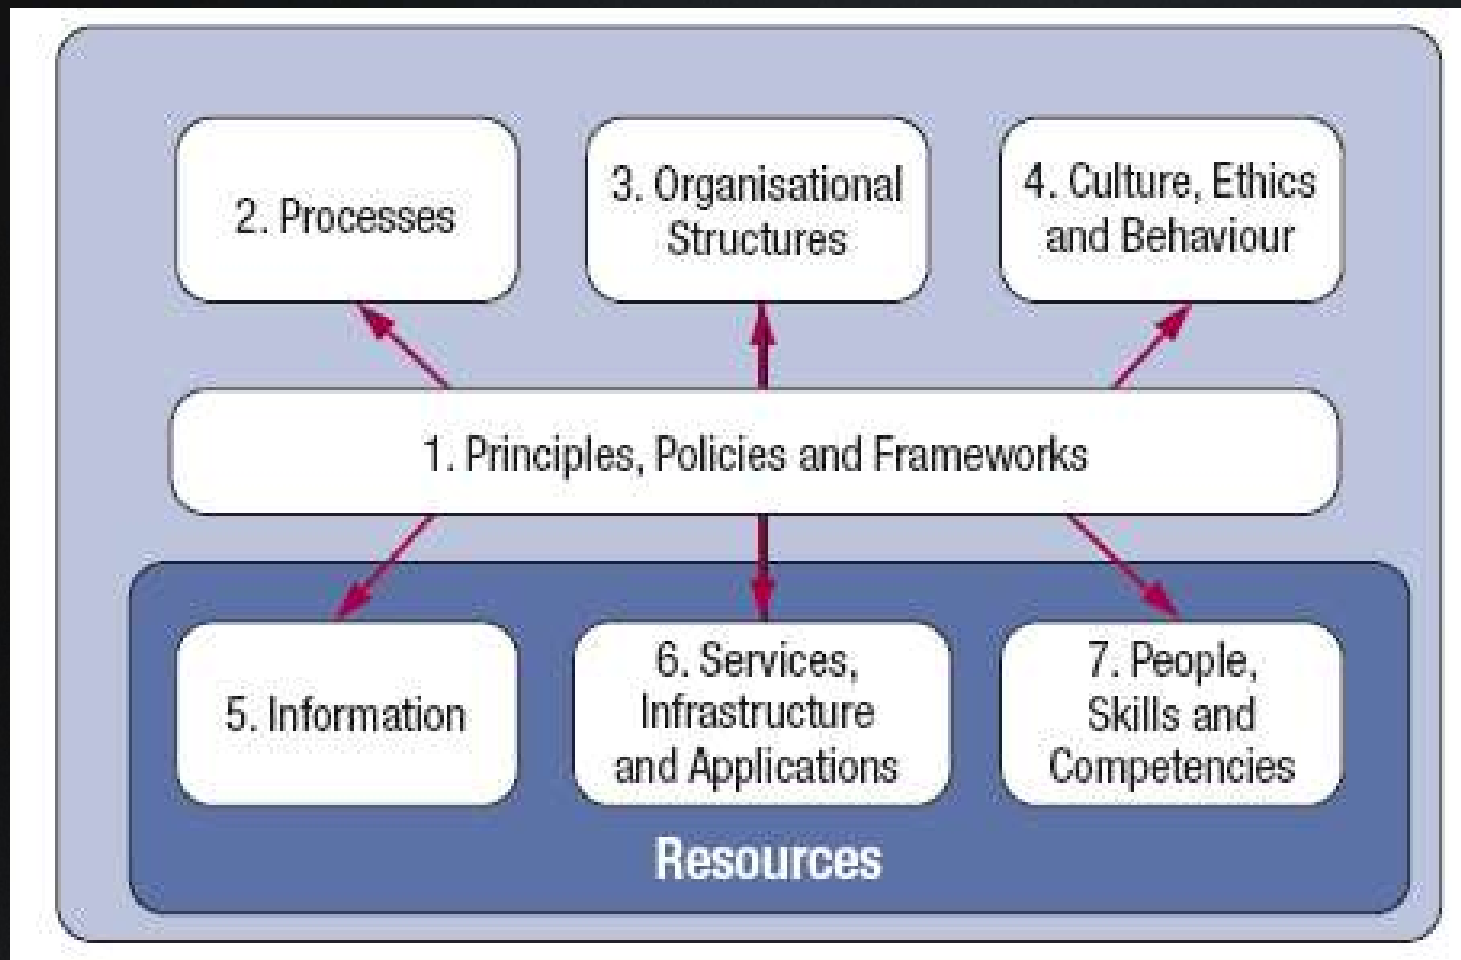 2. Processes
3. Organisational
Structures
4. Culture, Ethics
and Behaviour
1. Principles, Policies and Frameworks
5. Information
6. Services,
Infrastructure
and Applications
7. People,
Skills and
Competencies
Resources